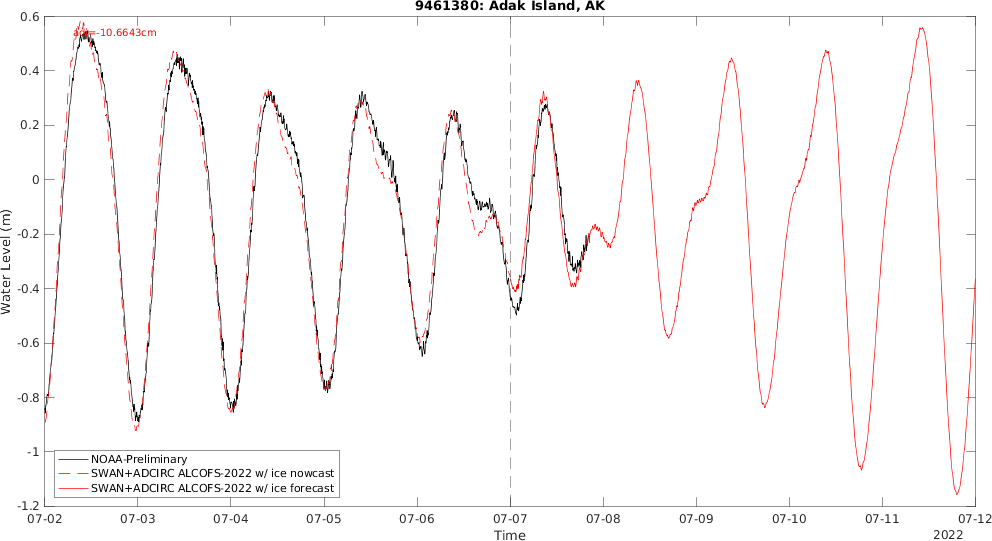 9461380: Adak Island, AK
adj=-10.6643cm
Water Level (m)
0.6
0.4
0.2
0
-0.2
-0.4
-0.6
-0.8
-1
-1.2
NOAA-Preliminary
SWAN+ADCIRC ALCOFS-2022 w/ ice nowcast
SWAN+ADCIRC ALCOFS-2022 w/ ice forecast
07-02 07-03 07-04 07-05 07-06 07-07 07-08 07-09 07-10 07-11 07-12
Time
2022